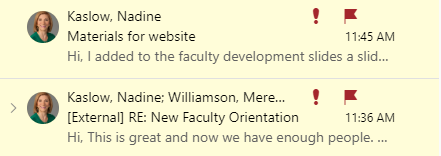 Kaslow, Nadine
Materials for website 11:45 AM
Hi, I added to the faculty development slides a slid...
Kaslow, Nadine; Williamson, Mere...
[External] RE: New Faculty Orientation 11:36 AM
Hi, This is great and now we have enough people. ...